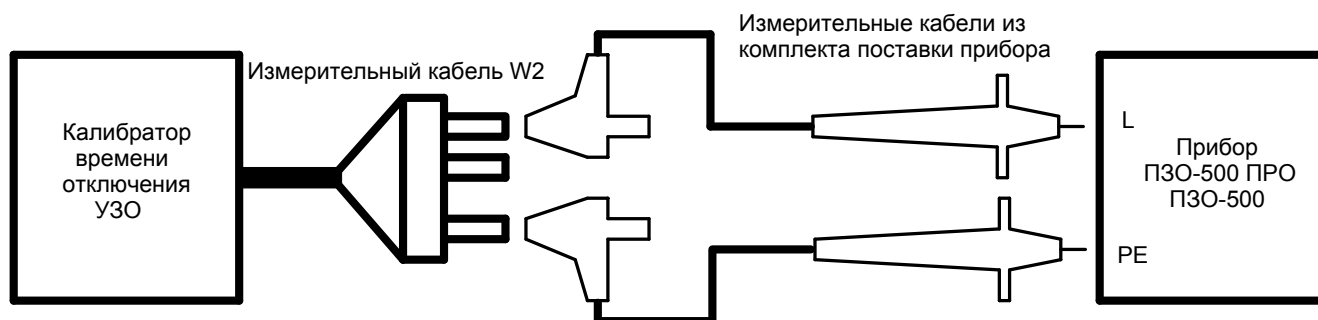 Измерительные кабели из
комплекта поставки прибора
Измерительный кабель W2
Калибратор
времени
отключения
УЗО
L
Прибор
ПЗО-500 ПРО
ПЗО-500
PE